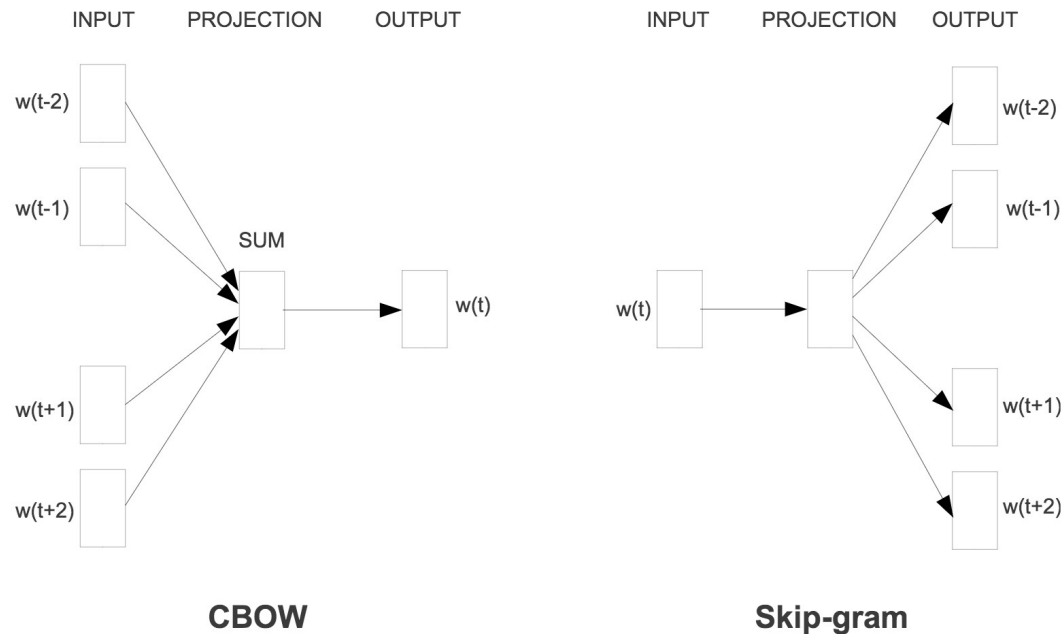 INPUT PROJECTION OUTPUT
w(t-2)
w(t-1)
SUM
w(t)
w(t+1)
w(t+2)
CBOW
INPUT PROJECTION OUTPUT
w(t-2)
w(t-1)
w(t)
w(t+1)
w(t+2)
Skip-gram